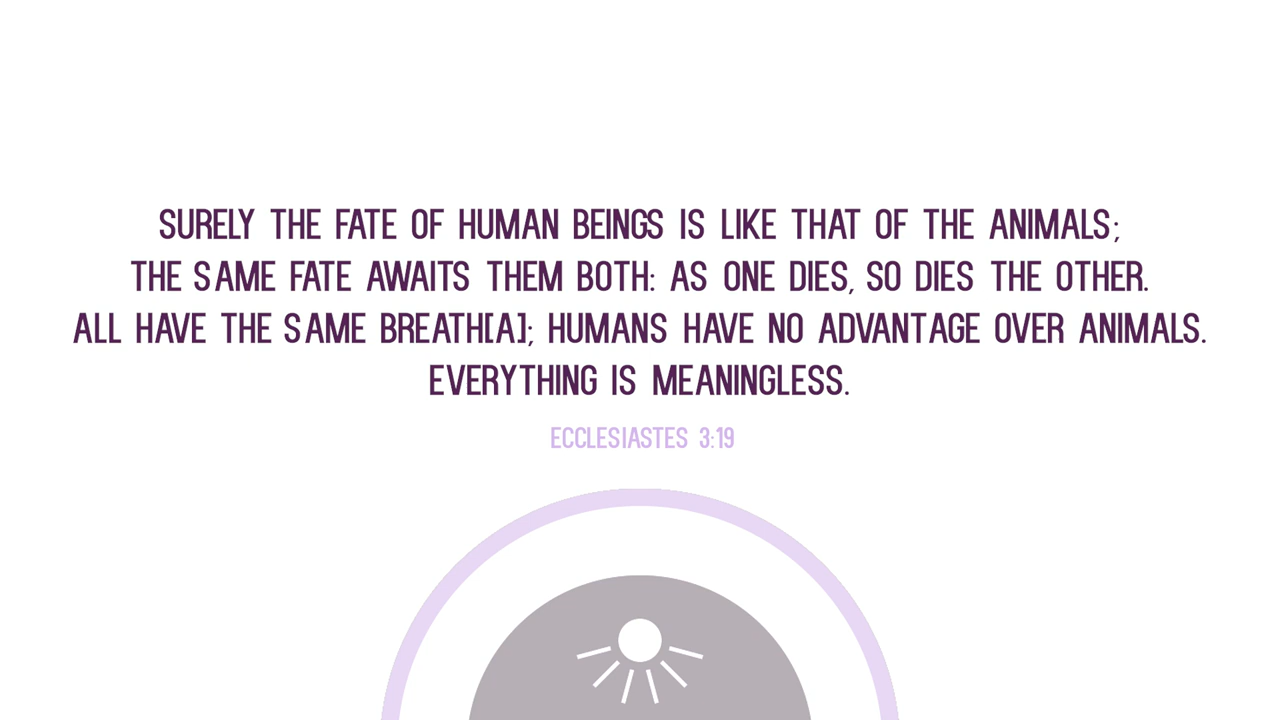 SURELY THE FATE OF HUMAN BEINGS IS LIKE THAT OF THE ANIMALS;
THE SAME FATE AWAITS THEM BOTH: AS ONE DIES, SO DIES THE OTHER.
ALL HAVE THE SAME BREATH[A]; HUMANS HAVE NO ADVANTAGE OVER ANIMALS.
EVERYTHING IS MEANINGLESS.
ECCLESIASTES 3:19